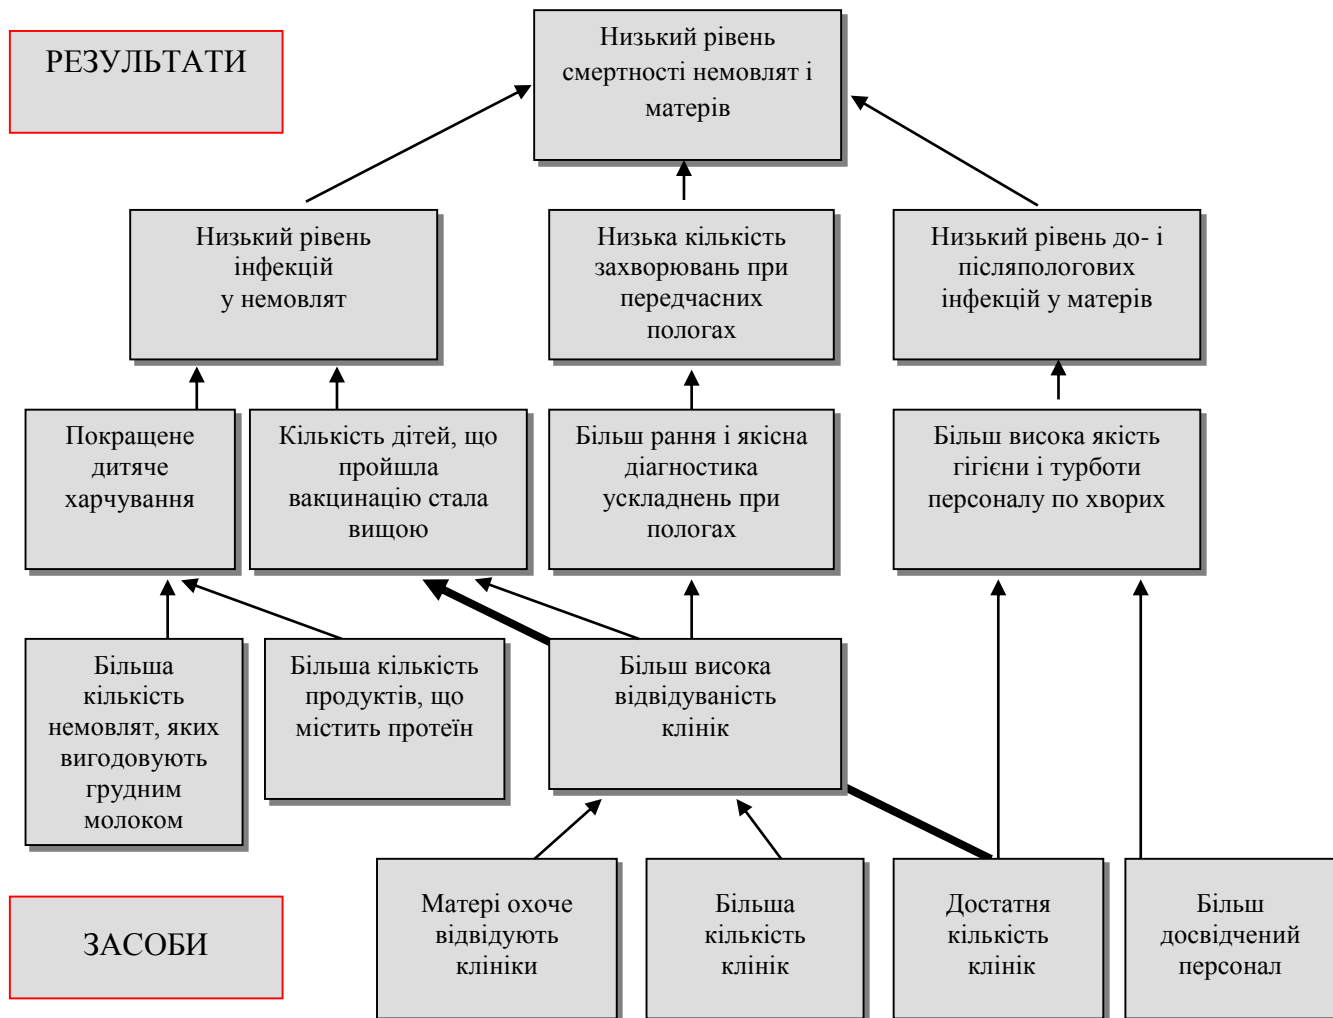 РЕЗУЛЬТАТИ
Низький рівень
смертності немовлят і
матерів
Низький рівень
інфекцій
у немовлят
Низька кількість
захворювань при
передчасних
пологах
Низький рівень до- і
післяпологових
інфекцій у матерів
Покращене
дитяче
харчування
Кількість дітей, що
пройшла
вакцинацію стала
вищою
Більш рання і якісна
діагностика
ускладнень при
пологах
Більш висока якість
гігієни і турботи
персоналу по хворих
Більша
кількість
немовлят, яких
вигодовують
грудним
молоком
Більша кількість
продуктів, що
містить протеїн
Більш висока
відвідуваність
клінік
ЗАСОБИ
Матері охоче
відвідують
клініки
Більша
кількість
клінік
Достатня
кількість
клінік
Більш
досвідчений
персонал